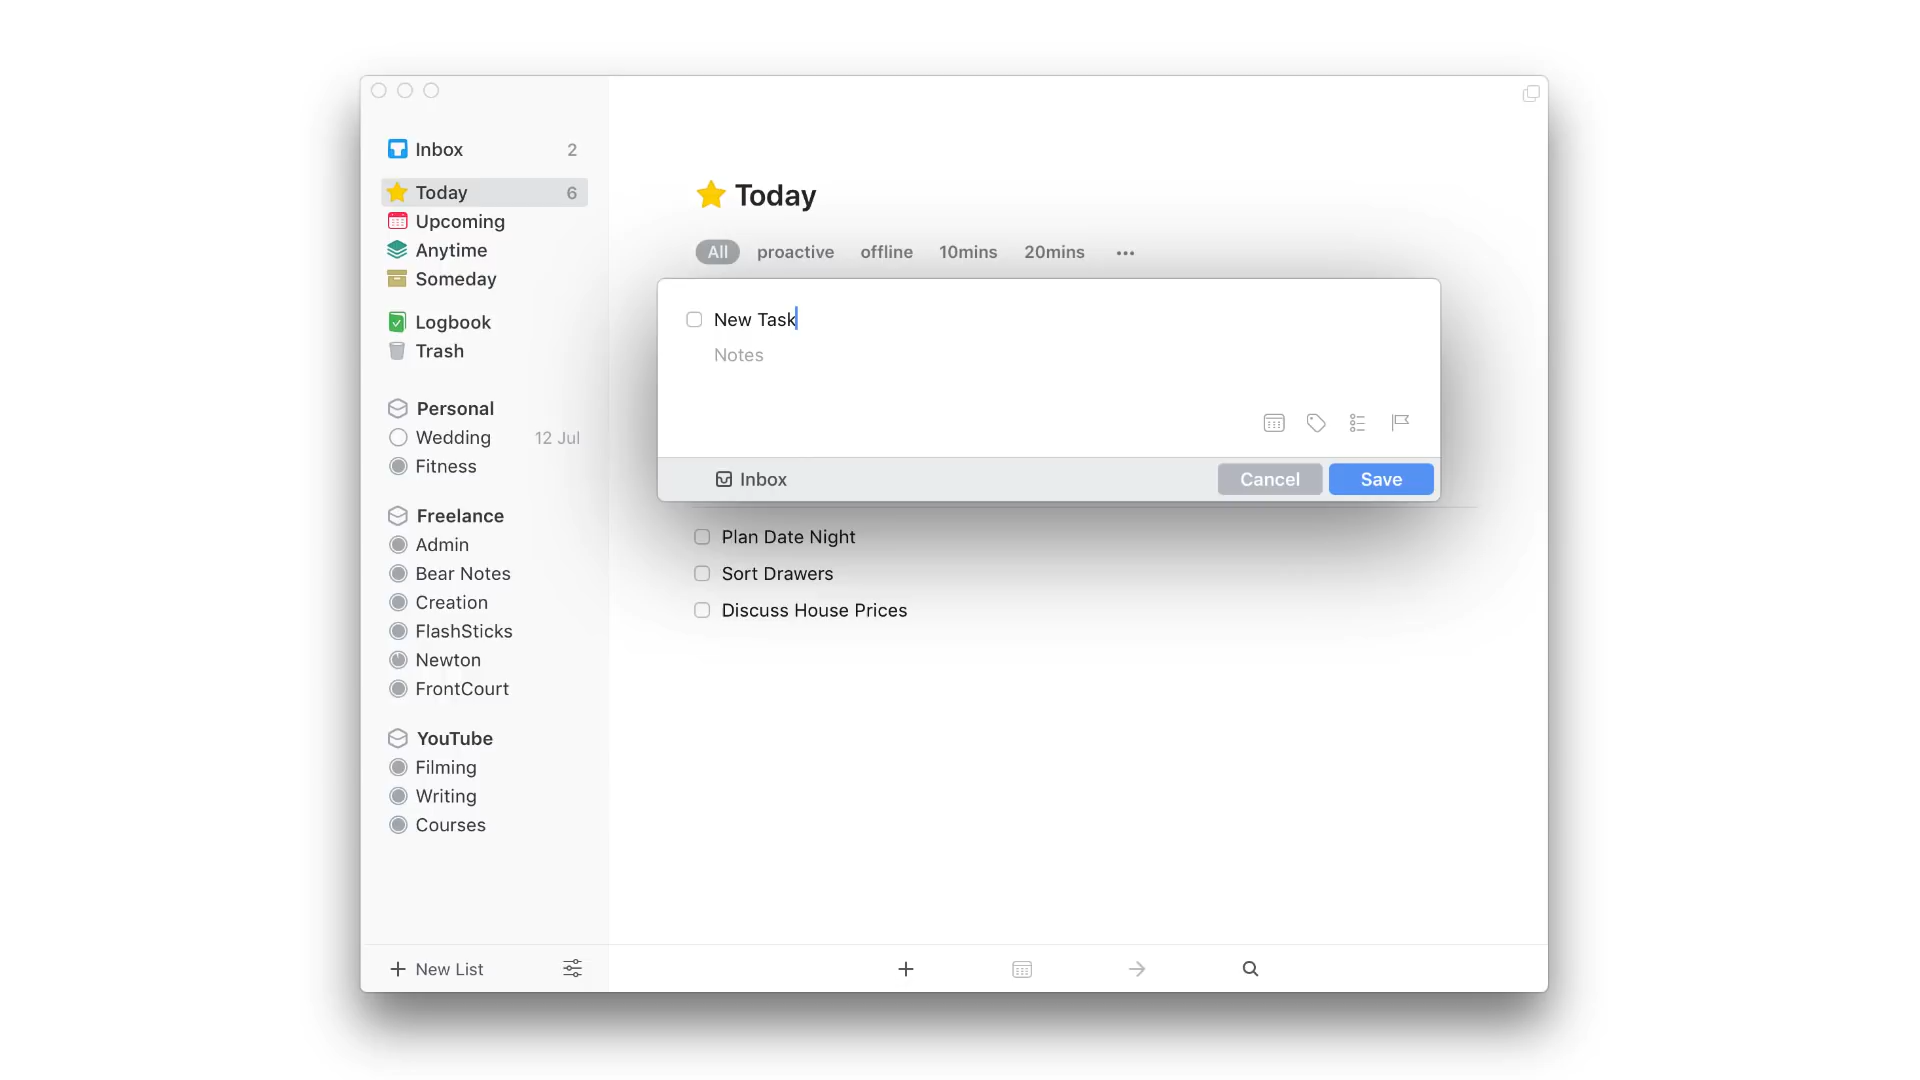 Inbox 2
Today 6
Upcoming
Anytime
Someday
Logbook
Trash
Personal
Wedding 12 Jul
Fitness
Freelance
Admin
Bear Notes
Creation
FlashSticks
Newton
FrontCourt
YouTube
Filming
Writing
Courses
New List
Today
All proactive offline 10mins 20mins •••
New Task
Notes
Inbox Cancel Save
Plan Date Night
Sort Drawers
Discuss House Prices